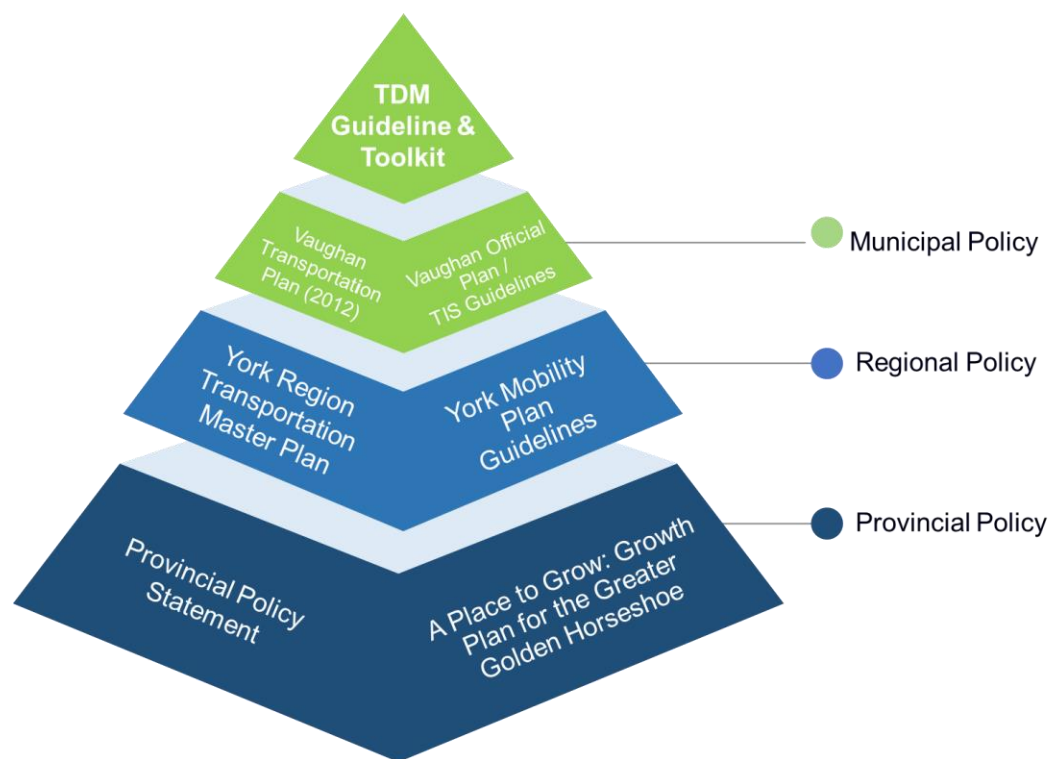 TDM
Guideline &
Toolkit
Vaughan
Transportation
Plan (2012)
Vaughan Official
Plan /
TIS Guidelines
Municipal Policy
York Region
Transportation
Master Plan
York Mobility
Plan
Guidelines
Regional Policy
Provincial Policy
Statement
A Place to Grow: Growth
Plan for the Greater
Golden Horseshoe
Provincial Policy